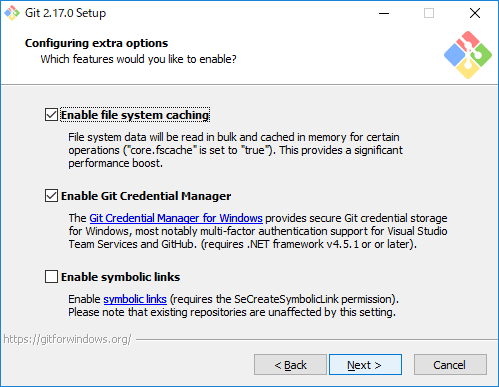 Git 2.17.0 Setup
Configuring extra options
Which features would you like to enable?
Enable file system caching
File system data will be read in bulk and cached in memory for certain
operations ("core.fscache" is set to "true"). This provides a significant
performance boost.
Enable Git Credential Manager
The Git Credential Manager for Windows provides secure Git credential storage
for Windows, most notably multi-factor authentication support for Visual Studio
Team Services and GitHub. (requires .NET framework v4.5.1 or or later).
Enable symbolic links
Enable symbolic links (requires the SeCreateSymbolicLink permission).
Please note that existing repositories are unaffected by this setting.
https://gitforwindows.org/
< Back
Next >
Cancel